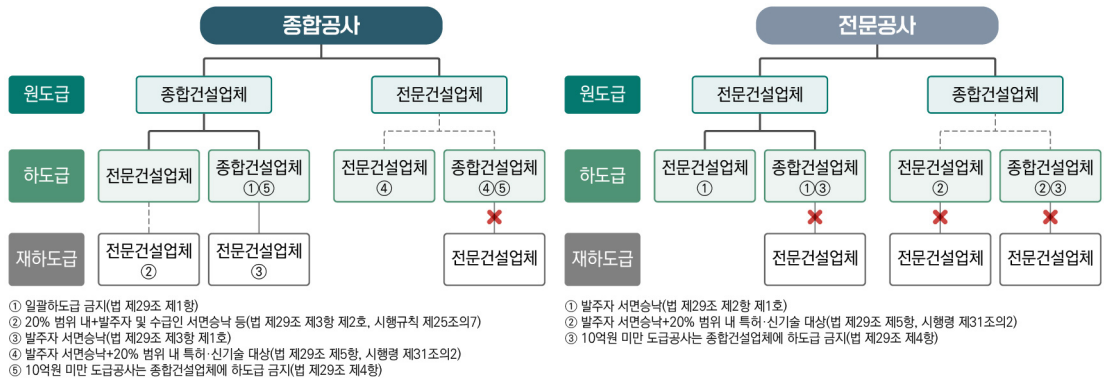 종합공사
원도급
종합건설업체
전문건설업체
하도급
전문건설업체
종합건설업체
①⑤
전문건설업체
④
종합건설업체
④⑤
재하도급
전문건설업체
②
전문건설업체
③
전문건설업체
① 일괄하도급 금지(법 제29조 제1항)
② 20% 범위 내+발주자 및 수급인 서면승낙 등(법 제29조 제3항 제2호, 시행규칙 제25조의7)
③ 발주자 서면승낙(법 제29조 제3항 제1호)
④ 발주자 서면승낙+20% 범위 내 특허·신기술 대상(법 제29조 제5항, 시행령 제31조의2)
⑤ 10억원 미만 도급공사는 종합건설업체에 하도급 금지(법 제29조 제4항)
전문공사
원도급
전문건설업체
종합건설업체
하도급
전문건설업체
①
종합건설업체
①③
전문건설업체
②
종합건설업체
②③
재하도급
전문건설업체
전문건설업체
전문건설업체
① 발주자 서면승낙(법 제29조 제2항 제1호)
② 발주자 서면승낙+20% 범위 내 특허·신기술 대상(법 제29조 제5항, 시행령 제31조의2)
③ 10억원 미만 도급공사는 종합건설업체에 하도급 금지(법 제29조 제4항)